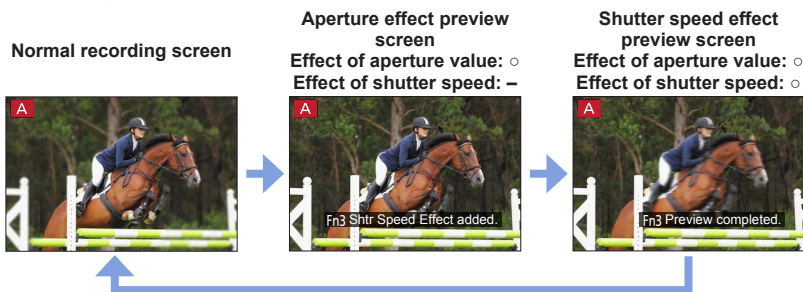 Normal recording screen
Aperture effect preview
screen
Effect of aperture value: ○
Effect of shutter speed: –
Shutter speed effect
preview screen
Effect of aperture value: ○
Effect of shutter speed: ○
A
A
Fn3 Shtr Speed Effect added.
A
Fn3 Preview completed.